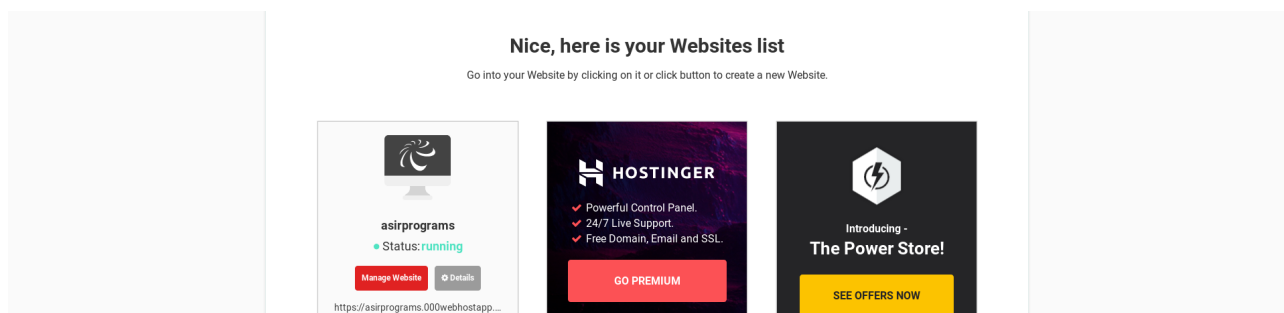 Nice, here is your Websites list
Go into your Website by clicking on it or click button to create a new Website.
asirprograms
Status: running
Manage Website
Details
https://asirprograms.000webhostapp....
HOSTINGER
Powerful Control Panel.
24/7 Live Support.
Free Domain, Email and SSL.
GO PREMIUM
Introducing -
The Power Store!
SEE OFFERS NOW